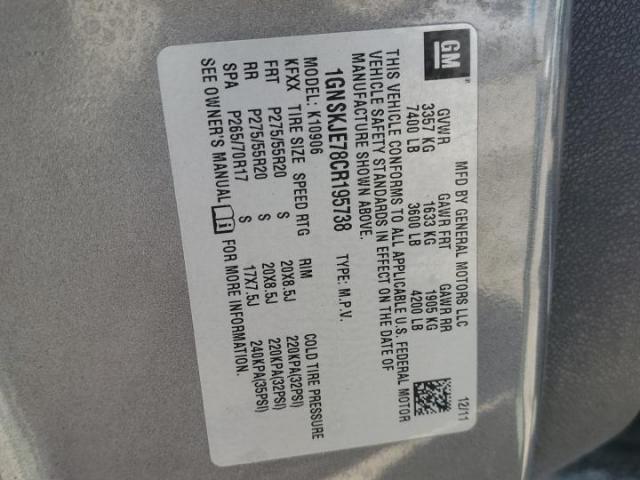 GM
MFD BY GENERAL MOTORS LLC 12/11
GVWR GAWR FRT GAWR RR
3357 KG 1633 KG 1905 KG
7400 LB 3600 LB 4200 LB
THIS VEHICLE CONFORMS TO ALL APPLICABLE U.S. FEDERAL MOTOR
VEHICLE SAFETY STANDARDS IN EFFECT ON THE DATE OF
MANUFACTURE SHOWN ABOVE.
1GNSKJE78CR195738 TYPE: M.P.V.
MODEL: K10906
KFXX TIRE SIZE SPEED RTG RIM COLD TIRE PRESSURE
FRT P275/55R20 S 20X8.5J 220KPA(32PSI)
RR P275/55R20 S 20X8.5J 220KPA(32PSI)
SPA P265/70R17 S 17X7.5J 240KPA(35PSI)
SEE OWNER'S MANUAL FOR MORE INFORMATION.